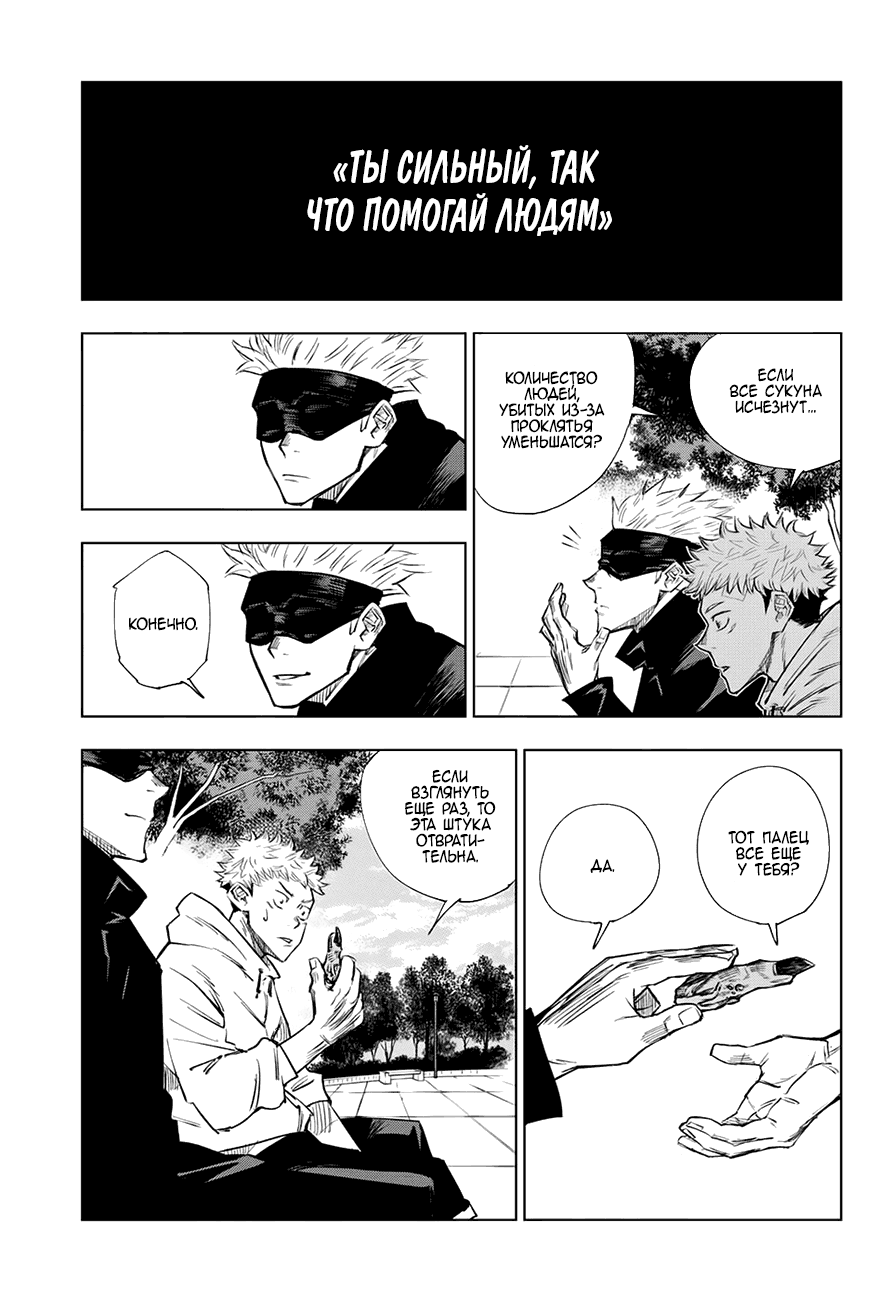 «ТЫ СИЛЬНЫЙ, ТАК
ЧТО ПОМОГАЙ ЛЮДЯМ»
ЕСЛИ
ВСЕ СУКУНА
ИСЧЕЗНУТ...
КОЛИЧЕСТВО
ЛЮДЕЙ,
УБИТЫХ ИЗ-ЗА
ПРОКЛЯТЬЯ
УМЕНЬШАТСЯ?
КОНЕЧНО.
ТОТ ПАЛЕЦ
ВСЕ ЕЩЕ
У ТЕБЯ?
ДА.
ЕСЛИ
ВЗГЛЯНУТЬ
ЕЩЕ РАЗ, ТО
ЭТА ШТУКА
ОТВРАТИ-
ТЕЛЬНА.